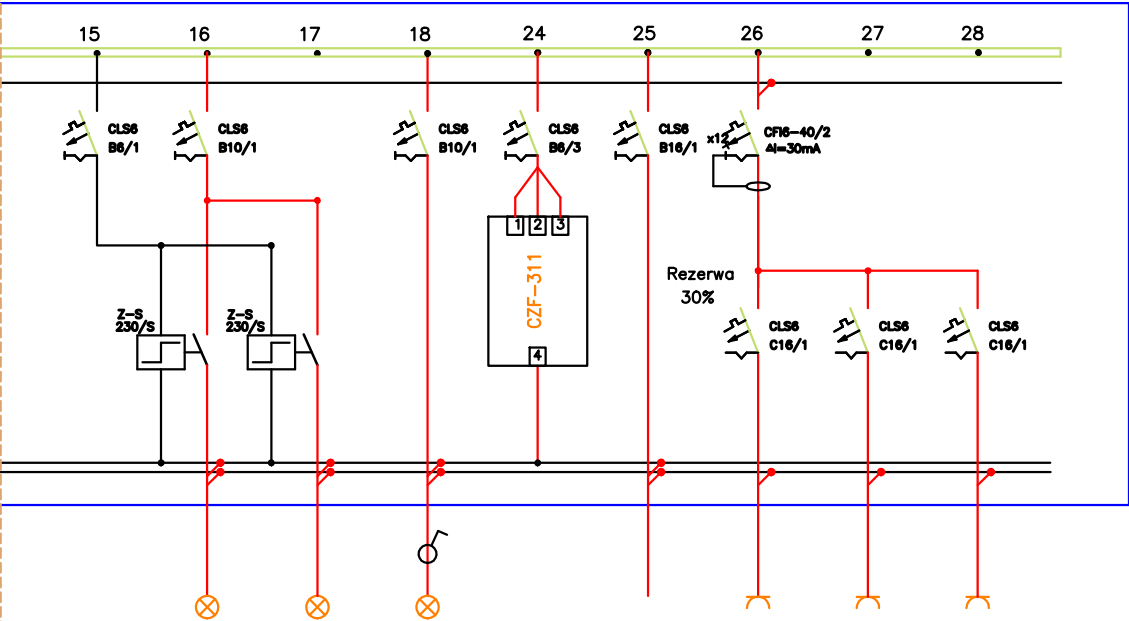 15 16 17 18 24 25 26 27 28
CLS6
B6/1
CLS6
B10/1
CLS6
B10/1
CLS6
B6/3
CLS6
B16/1
x12
CFI6-40/2
ΔI=30mA
1 2 3
CZF-311
4
Rezerwa
30%
Z-S
230/S
Z-S
230/S
CLS6
C16/1
CLS6
C16/1
CLS6
C16/1